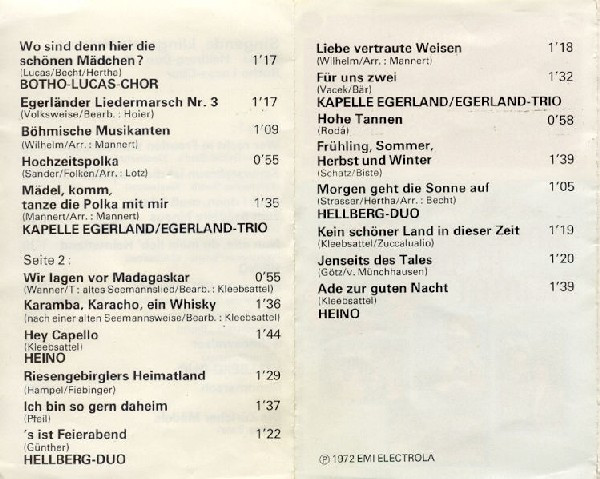 Wo sind denn hier die
schönen Mädchen? 1'17
(Lucas/Becht/Hertha)
BOTHO-LUCAS-CHOR
Egerländer Liedermarsch Nr. 3 1'17
(Volksweise/Bearb.: Hoier)
Böhmische Musikanten 1'09
(Wilhelm/Arr.: Mannert)
Hochzeitspolka 0'55
(Sander/Folken/Arr.: Lotz)
Mädel, komm,
tanze die Polka mit mir 1'35
(Mannert/Arr.: Mannert)
KAPELLE EGERLAND/EGERLAND-TRIO
Seite 2:
Wir lagen vor Madagaskar 0'55
(Wanner/T: altes Seemannslied/Bearb.: Kleebsattel)
Karamba, Karacho, ein Whisky 1'36
(nach einer alten Seemannsweise/Bearb.: Kleebsattel)
Hey Capello 1'44
(Kleebsattel)
HEINO
Riesengebirglers Heimatland 1'29
(Hampel/Fiebinger)
Ich bin so gern daheim 1'37
(Pfeil)
's ist Feierabend 1'22
(Günther)
HELLBERG-DUO
Liebe vertraute Weisen 1'18
(Wilhelm/Arr.: Mannert)
Für uns zwei 1'32
(Vacek/Bär)
KAPELLE EGERLAND/EGERLAND-TRIO
Hohe Tannen 0'58
(Rodá)
Frühling, Sommer,
Herbst und Winter 1'39
(Schatz/Biste)
Morgen geht die Sonne auf 1'05
(Strasser/Hertha/Arr.: Becht)
HELLBERG-DUO
Kein schöner Land in dieser Zeit 1'19
(Kleebsattel/Zuccalualio)
Jenseits des Tales 1'20
(Götz/v. Münchhausen)
Ade zur guten Nacht 1'39
(Kleebsattel)
HEINO
Ⓟ 1972 EMI ELECTROLA